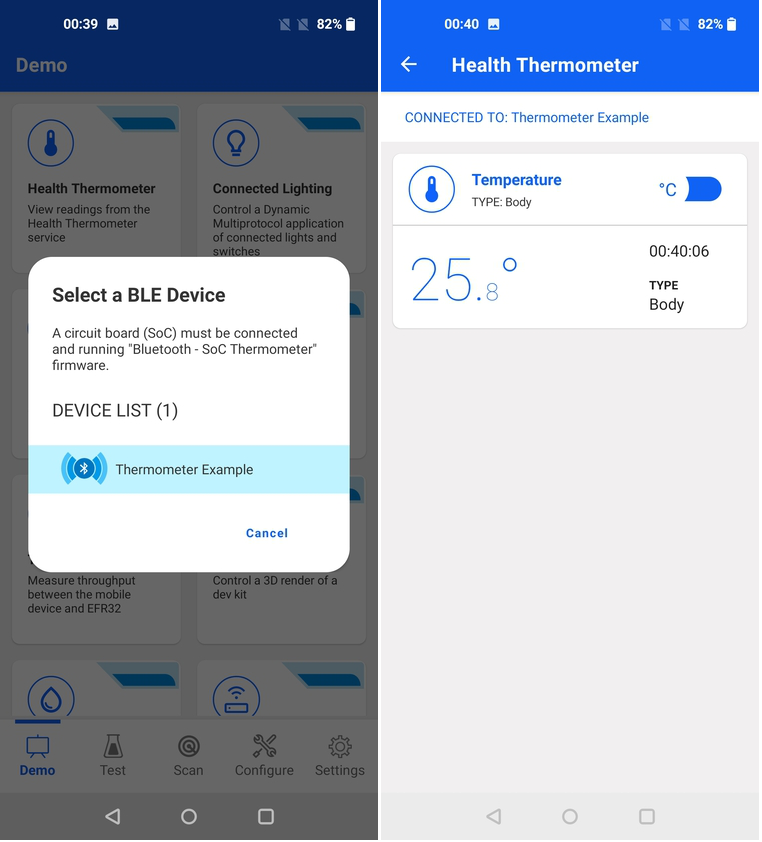 00:39
82%
Demo
Health Thermometer
View readings from the
Health Thermometer
service
Connected Lighting
Control a Dynamic
Multiprotocol application
of connected lights and
switches
Select a BLE Device
A circuit board (SoC) must be connected
and running "Bluetooth - SoC Thermometer"
firmware.
DEVICE LIST (1)
Thermometer Example
Cancel
Measure throughput
between the mobile
device and EFR32
Control a 3D render of a
dev kit
Demo
Test
Scan
Configure
Settings
00:40
82%
Health Thermometer
CONNECTED TO: Thermometer Example
Temperature
TYPE: Body
°C
25.8°
00:40:06
TYPE
Body